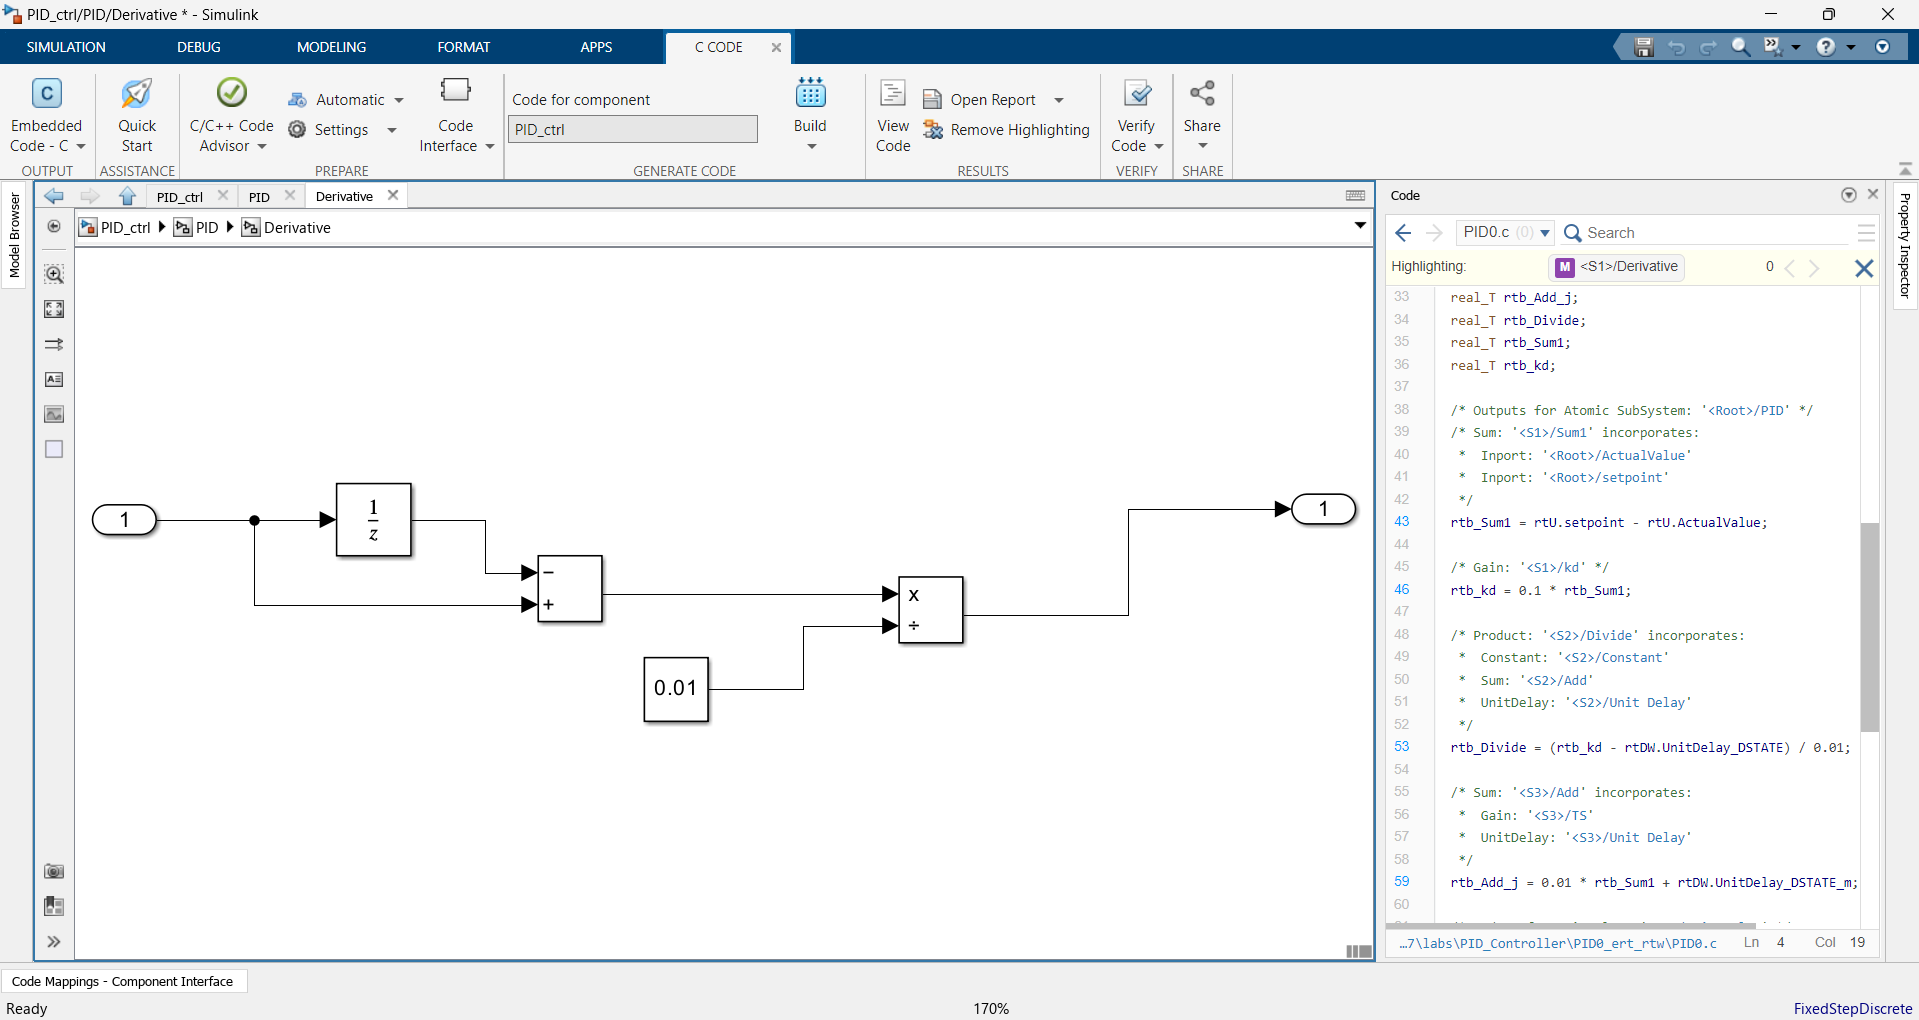 PID_ctrl/PID/Derivative * - Simulink
SIMULATION DEBUG MODELING FORMAT APPS C CODE
Embedded Code - C
OUTPUT
Quick Start
ASSISTANCE
C/C++ Code Advisor
Automatic
Settings
Code Interface
PREPARE
Code for component
PID_ctrl
Build
GENERATE CODE
View Code
Open Report
Remove Highlighting
RESULTS
Verify Code
VERIFY
Share
SHARE
Model Browser
PID_ctrl PID Derivative
PID_ctrl PID Derivative
1
1
z
−
+
0.01
x
÷
1
Code
PID0.c (0) Search
Highlighting: M <S1>/Derivative 0
33 real_T rtb_Add_j;
34 real_T rtb_Divide;
35 real_T rtb_Sum1;
36 real_T rtb_kd;
37
38 /* Outputs for Atomic SubSystem: '<Root>/PID' */
39 /* Sum: '<S1>/Sum1' incorporates:
40 * Inport: '<Root>/ActualValue'
41 * Inport: '<Root>/setpoint'
42 */
43 rtb_Sum1 = rtU.setpoint - rtU.ActualValue;
44
45 /* Gain: '<S1>/kd' */
46 rtb_kd = 0.1 * rtb_Sum1;
47
48 /* Product: '<S2>/Divide' incorporates:
49 * Constant: '<S2>/Constant'
50 * Sum: '<S2>/Add'
51 * UnitDelay: '<S2>/Unit Delay'
52 */
53 rtb_Divide = (rtb_kd - rtDW.UnitDelay_DSTATE) / 0.01;
54
55 /* Sum: '<S3>/Add' incorporates:
56 * Gain: '<S3>/TS'
57 * UnitDelay: '<S3>/Unit Delay'
58 */
59 rtb_Add_j = 0.01 * rtb_Sum1 + rtDW.UnitDelay_DSTATE_m;
60
…7\labs\PID_Controller\PID0_ert_rtw\PID0.c Ln 4 Col 19
Property Inspector
Code Mappings - Component Interface
Ready 170% FixedStepDiscrete